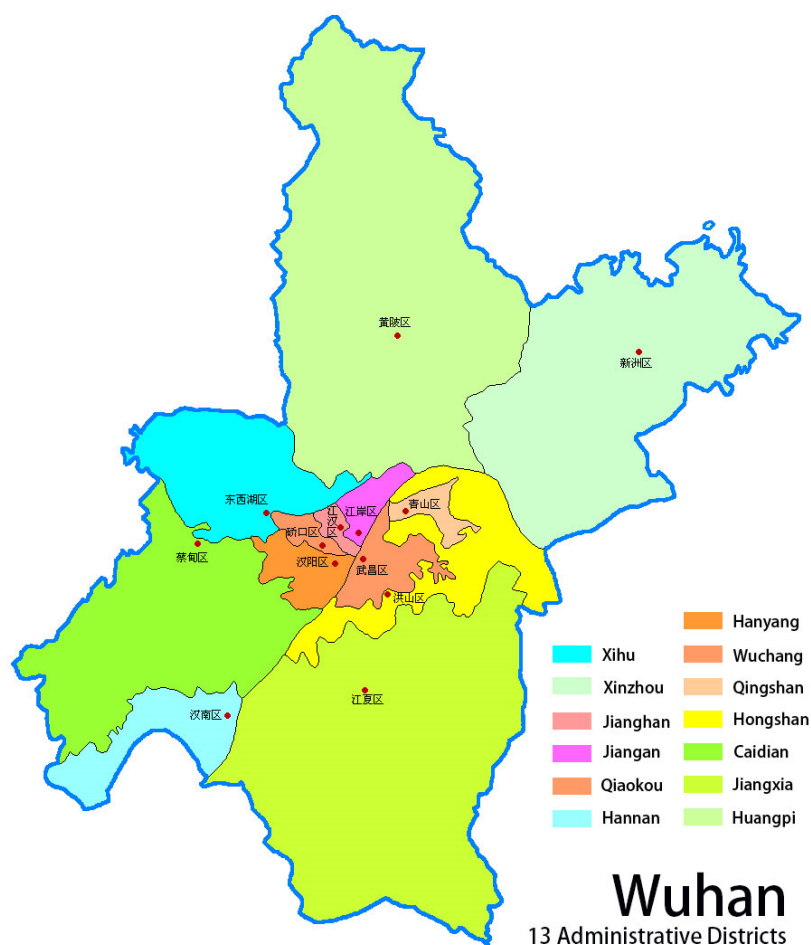 黄陂区
新洲区
东西湖区
江汉区
江岸区
青山区
硚口区
蔡甸区
汉阳区
武昌区
洪山区
江夏区
汉南区
Hanyang
Xihu
Wuchang
Xinzhou
Qingshan
Jianghan
Hongshan
Jiangan
Caidian
Qiaokou
Jiangxia
Hannan
Huangpi
Wuhan
13 Administrative Districts